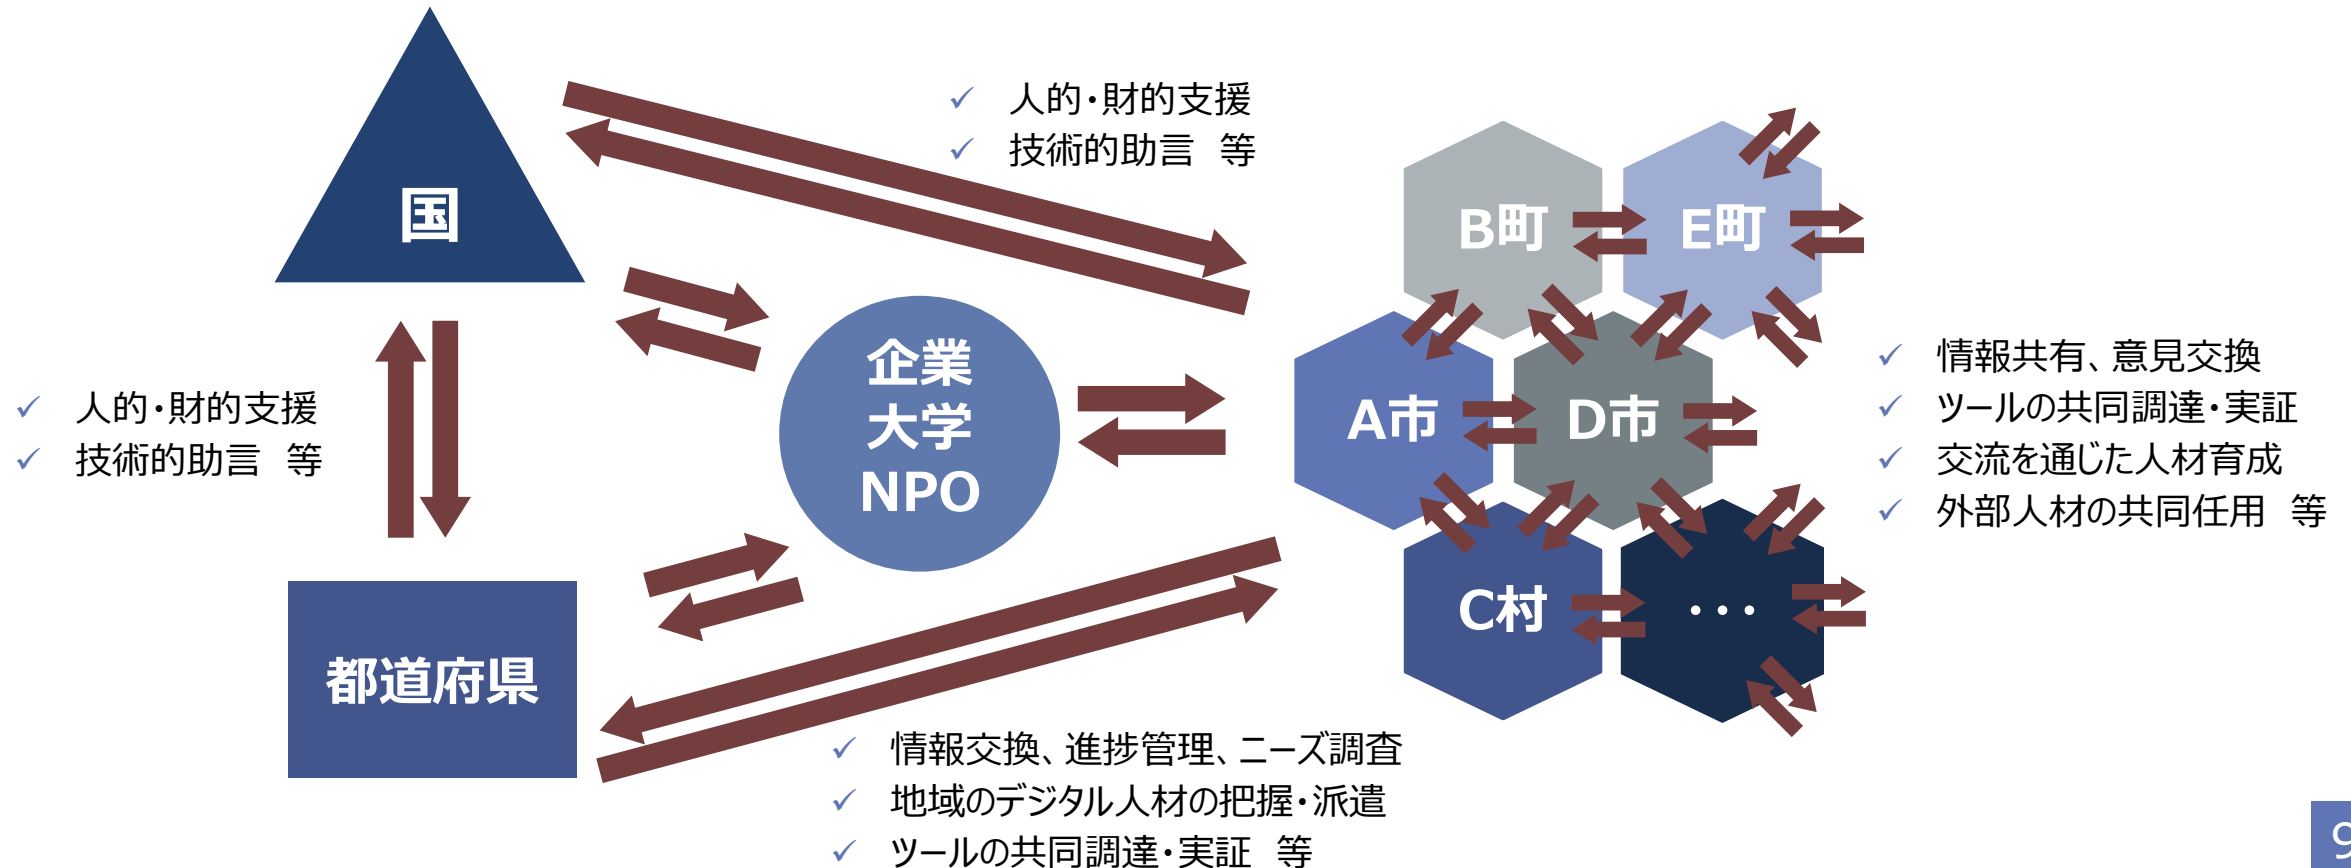 国
人的・財的支援
技術的助言　等
人的・財的支援
技術的助言　等
企業
大学
NPO
都道府県
情報交換、進捗管理、ニーズ調査
地域のデジタル人材の把握・派遣
ツールの共同調達・実証　等
B町
E町
A市
D市
C村
・・・
情報共有、意見交換
ツールの共同調達・実証
交流を通じた人材育成
外部人材の共同任用　等
9